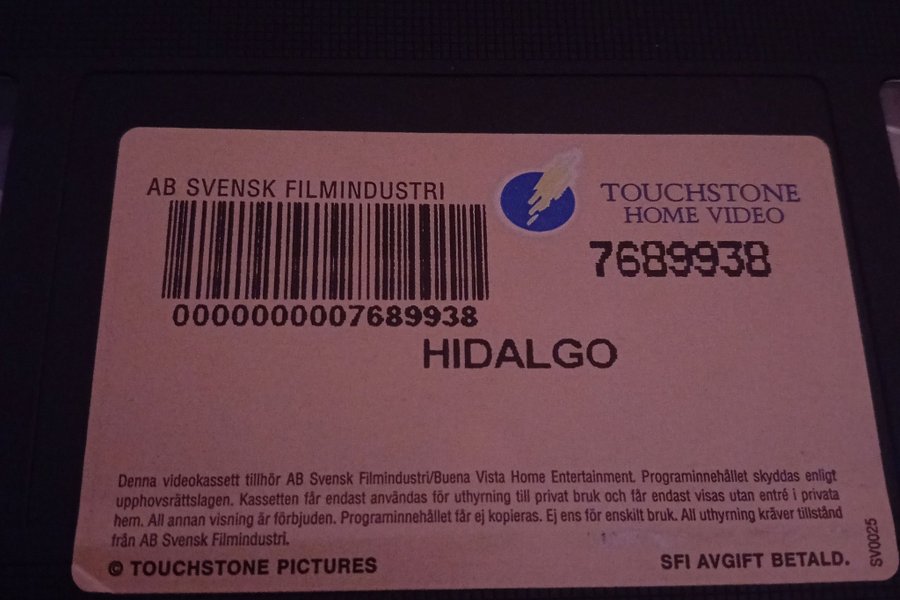 AB SVENSK FILMINDUSTRI
TOUCHSTONE
HOME VIDEO
7689938
0000000007689938
HIDALGO
Denna videokassett tillhör AB Svensk Filmindustri/Buena Vista Home Entertainment. Programinnehållet skyddas enligt
upphovsrättslagen. Kassetten får endast användas för uthyrning till privat bruk och får endast visas utan entré i privata
hem. All annan visning är förbjuden. Programinnehållet får ej kopieras. Ej ens för enskilt bruk. All uthyrning kräver tillstånd
från AB Svensk Filmindustri.
© TOUCHSTONE PICTURES
SFI AVGIFT BETALD.
SV0025